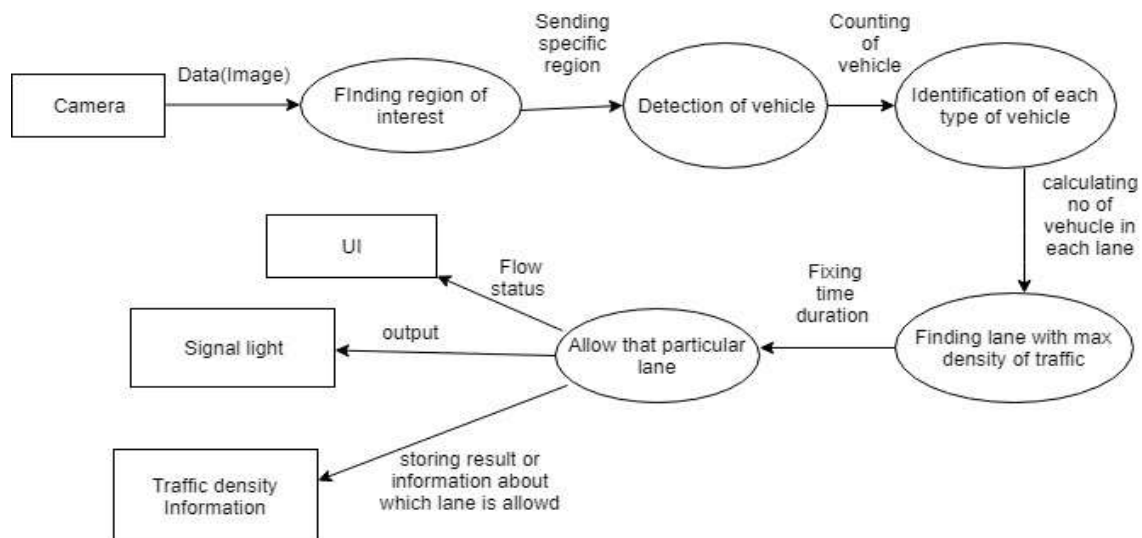 Camera
Data(Image)
FInding region of
interest
Sending
specific
region
Detection of vehicle
Counting
of
vehicle
Identification of each
type of vehicle
calculating
no of
vehucle in
each lane
Finding lane with max
density of traffic
Fixing
time
duration
Allow that particular
lane
Flow
status
UI
output
Signal light
storing result or
information about
which lane is allowd
Traffic density
Information